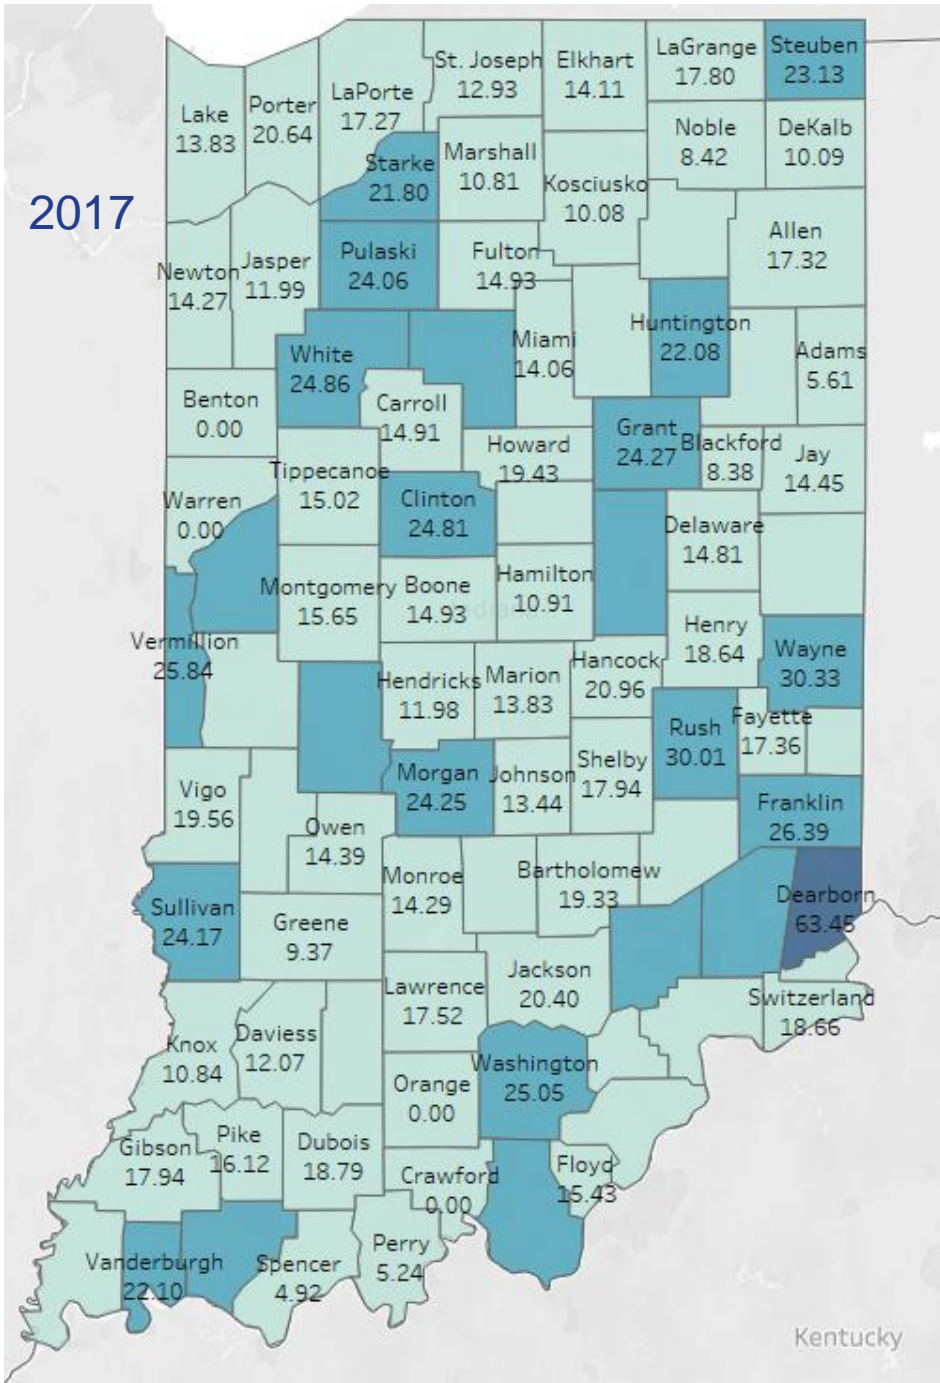 St. Joseph
12.93
Elkhart
14.11
LaGrange
17.80
Steuben
23.13
Lake
13.83
Porter
20.64
LaPorte
17.27
Noble
8.42
DeKalb
10.09
Starke
21.80
Marshall
10.81
Kosciusko
10.08
2017
Allen
17.32
Newton
14.27
Jasper
11.99
Pulaski
24.06
Fulton
14.93
Miami
14.06
Huntington
22.08
Adams
5.61
White
24.86
Benton
0.00
Carroll
14.91
Grant
24.27
Blackford
8.38
Jay
14.45
Howard
19.43
Tippecanoe
15.02
Clinton
24.81
Warren
0.00
Delaware
14.81
Montgomery
15.65
Boone
14.93
Hamilton
10.91
Henry
18.64
Wayne
30.33
Vermillion
25.84
Hendricks
11.98
Marion
13.83
Hancock
20.96
Rush
30.01
Fayette
17.36
Vigo
19.56
Morgan
24.25
Johnson
13.44
Shelby
17.94
Franklin
26.39
Owen
14.39
Monroe
14.29
Bartholomew
19.33
Dearborn
63.45
Sullivan
24.17
Greene
9.37
Lawrence
17.52
Jackson
20.40
Switzerland
18.66
Knox
10.84
Daviess
12.07
Orange
0.00
Washington
25.05
Gibson
17.94
Pike
16.12
Dubois
18.79
Crawford
0.00
Floyd
15.43
Vanderburgh
22.10
Spencer
4.92
Perry
5.24
Kentucky